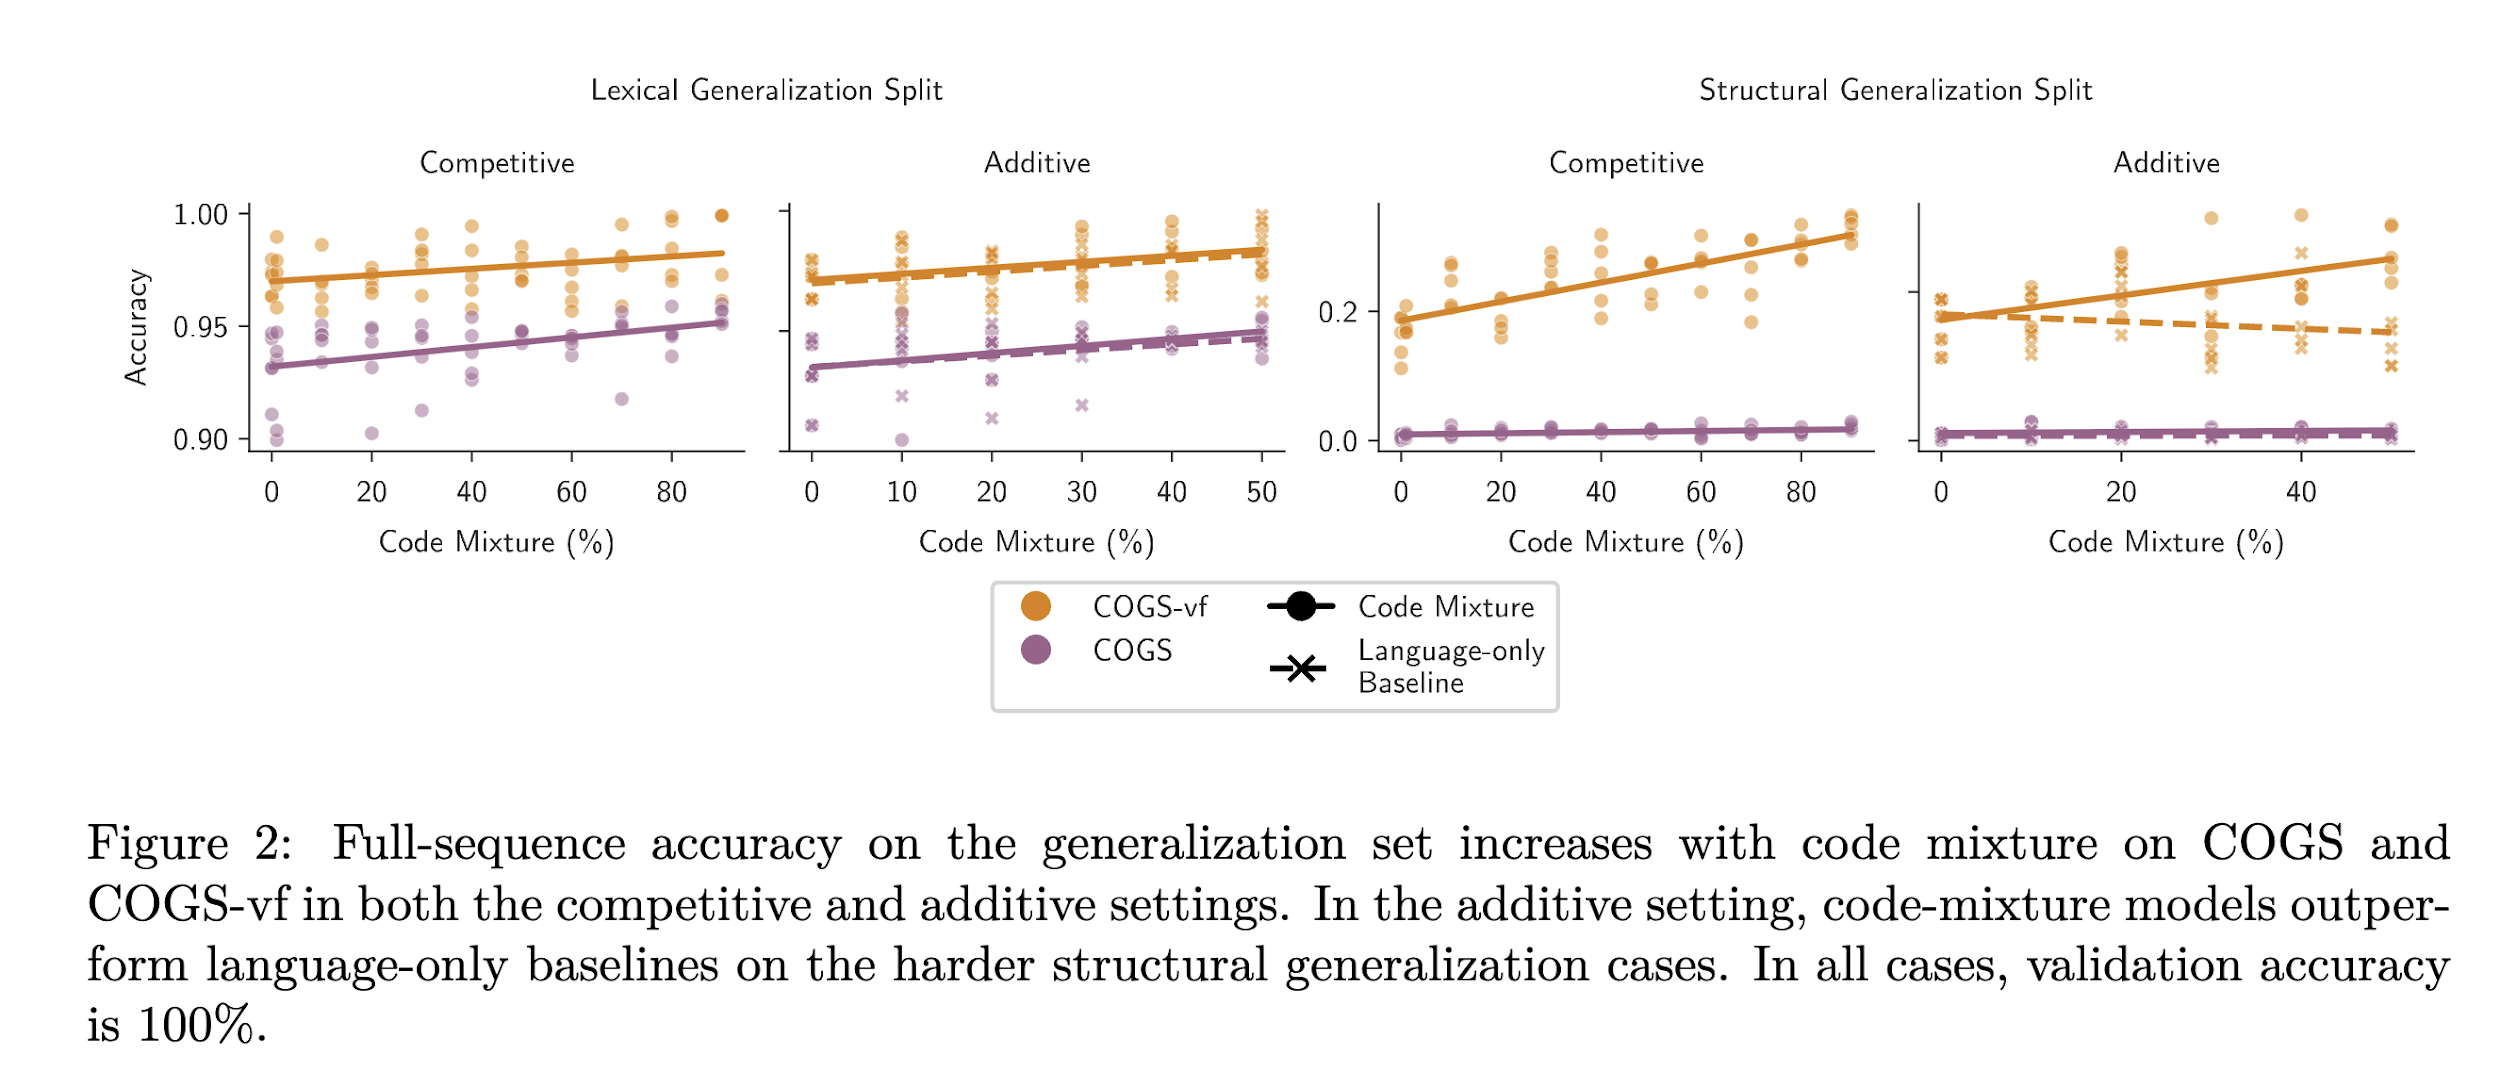 Lexical Generalization Split
Structural Generalization Split
Competitive
Additive
Competitive
Additive
Accuracy
1.00
0.95
0.90
0.2
0.0
0 20 40 60 80
0 10 20 30 40 50
0 20 40 60 80
0 20 40
Code Mixture (%)
Code Mixture (%)
Code Mixture (%)
Code Mixture (%)
COGS-vf
COGS
Code Mixture
Language-only
Baseline
Figure 2: Full-sequence accuracy on the generalization set increases with code mixture on COGS and
COGS-vf in both the competitive and additive settings. In the additive setting, code-mixture models outper-
form language-only baselines on the harder structural generalization cases. In all cases, validation accuracy
is 100%.